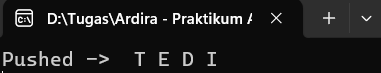 D:\Tugas\Ardira - Praktikum A
Pushed -> T E D I